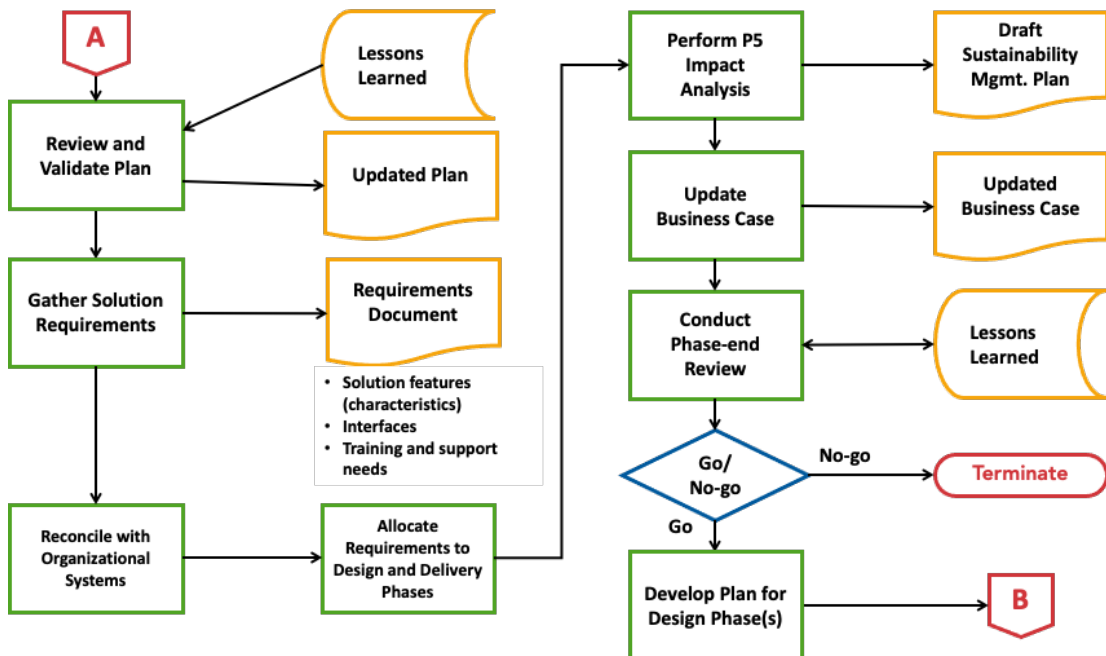 A
Lessons
Learned
Review and
Validate Plan
Updated Plan
Gather Solution
Requirements
Requirements
Document
• Solution features
(characteristics)
• Interfaces
• Training and support
needs
Reconcile with
Organizational
Systems
Allocate
Requirements to
Design and Delivery
Phases
Perform P5
Impact
Analysis
Draft
Sustainability
Mgmt. Plan
Update
Business Case
Updated
Business Case
Conduct
Phase-end
Review
Lessons
Learned
Go/
No-go
No-go
Terminate
Go
Develop Plan for
Design Phase(s)
B